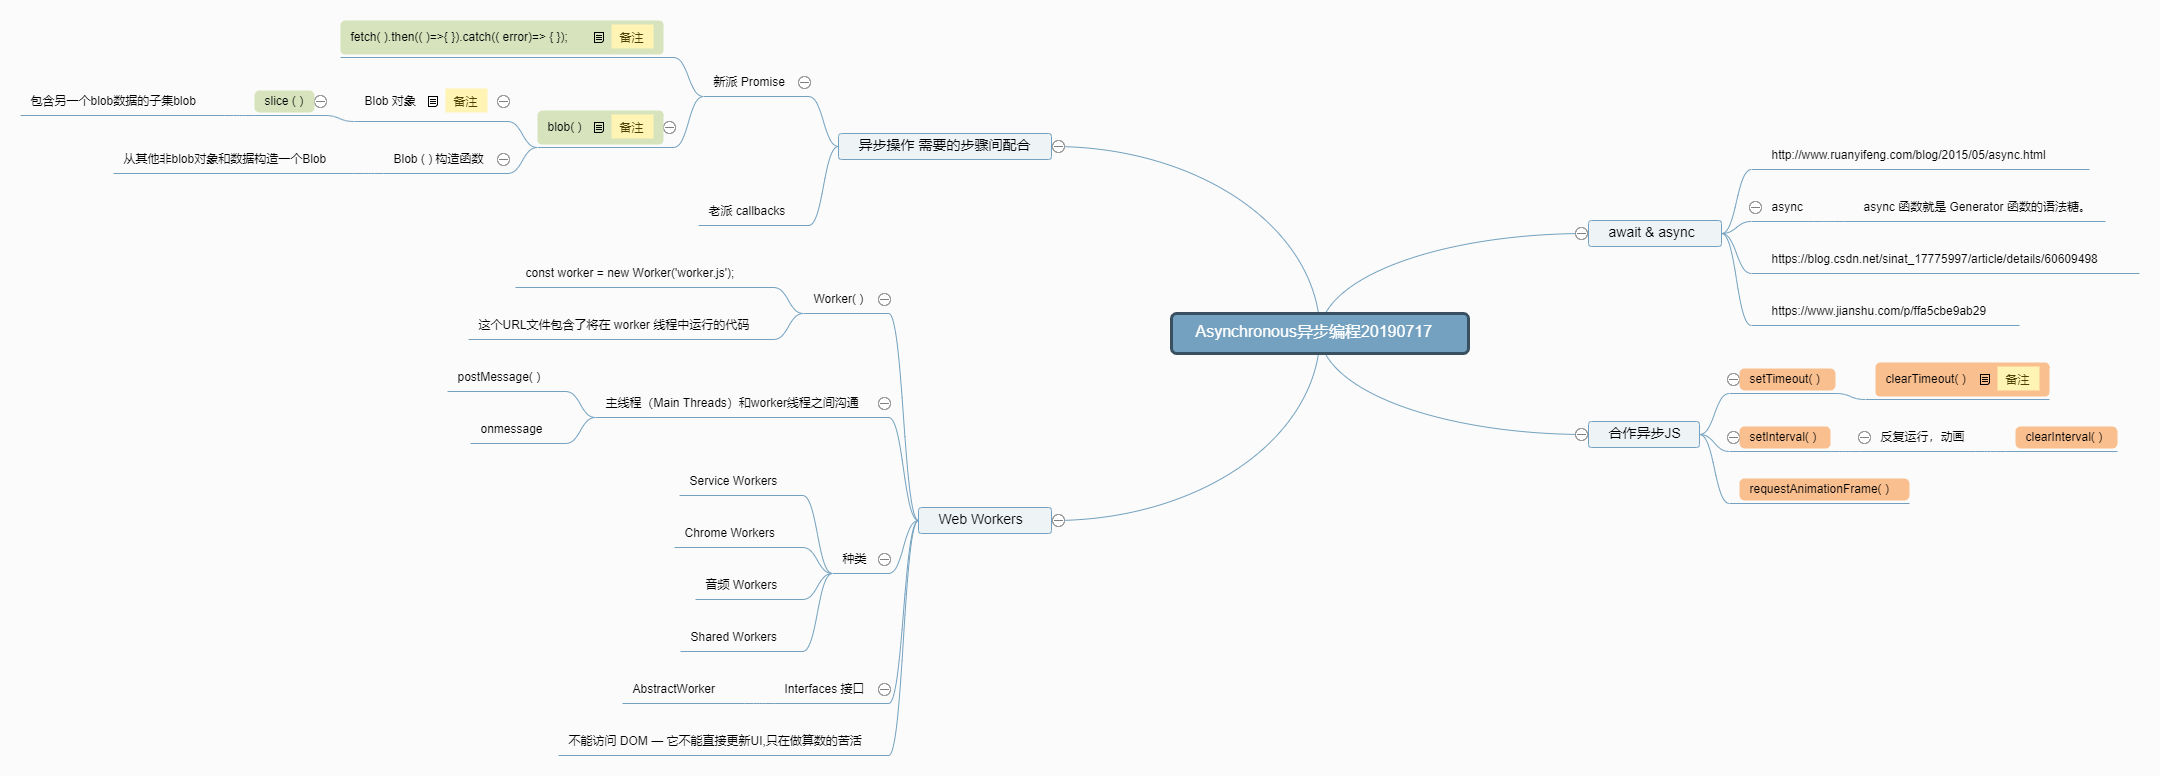 Asynchronous异步编程20190717
异步操作 需要的步骤间配合
新派 Promise
fetch( ).then(( )=>{ }).catch(( error)=> { });
备注
blob( )
备注
Blob 对象
备注
slice ( )
包含另一个blob数据的子集blob
Blob ( ) 构造函数
从其他非blob对象和数据构造一个Blob
老派 callbacks
Web Workers
Worker( )
const worker = new Worker('worker.js');
这个URL文件包含了将在 worker 线程中运行的代码
主线程（Main Threads）和worker线程之间沟通
postMessage( )
onmessage
种类
Service Workers
Chrome Workers
音频 Workers
Shared Workers
Interfaces 接口
AbstractWorker
不能访问 DOM — 它不能直接更新UI,只在做算数的苦活
await & async
http://www.ruanyifeng.com/blog/2015/05/async.html
async
async 函数就是 Generator 函数的语法糖。
https://blog.csdn.net/sinat_17775997/article/details/60609498
https://www.jianshu.com/p/ffa5cbe9ab29
合作异步JS
setTimeout( )
clearTimeout( )
备注
setInterval( )
反复运行，动画
clearInterval( )
requestAnimationFrame( )